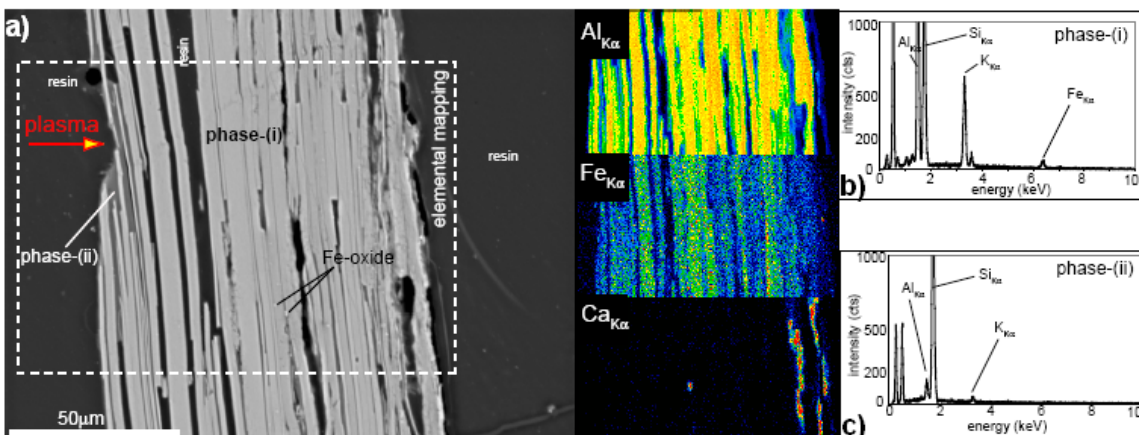 a)
resin
resin
plasma
phase-(i)
phase-(ii)
Fe-oxide
elemental mapping
resin
50μm
AlKα
FeKα
CaKα
phase-(i)
1000
500
200
0
intensity (cts)
AlKα
SiKα
KKα
FeKα
0 2 4 6 8 10
energy (keV)
b)
phase-(ii)
1000
500
200
0
intensity (cts)
AlKα
SiKα
KKα
0 2 4 6 8 10
energy (keV)
c)